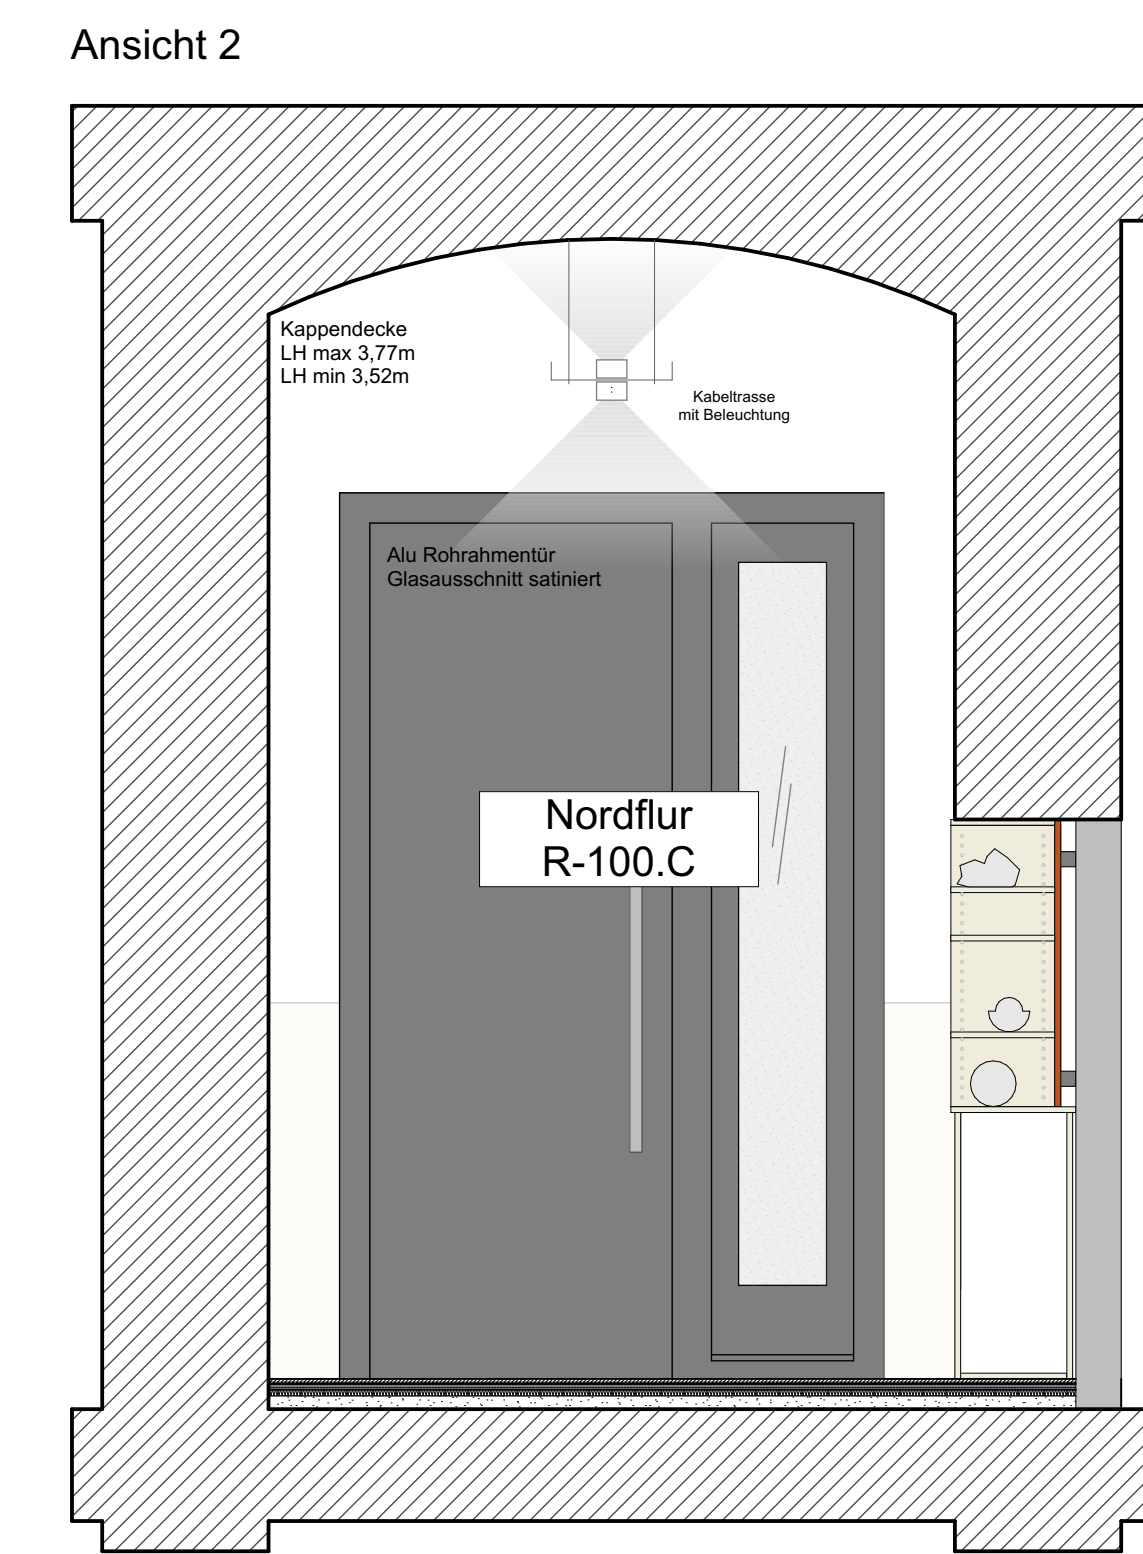 Ansicht 2
Kappendecke
LH max 3,77m
LH min 3,52m
Kabeltrasse
mit Beleuchtung
Alu Rohrahmentür
Glasausschnitt satiniert
Nordflur
R-100.C